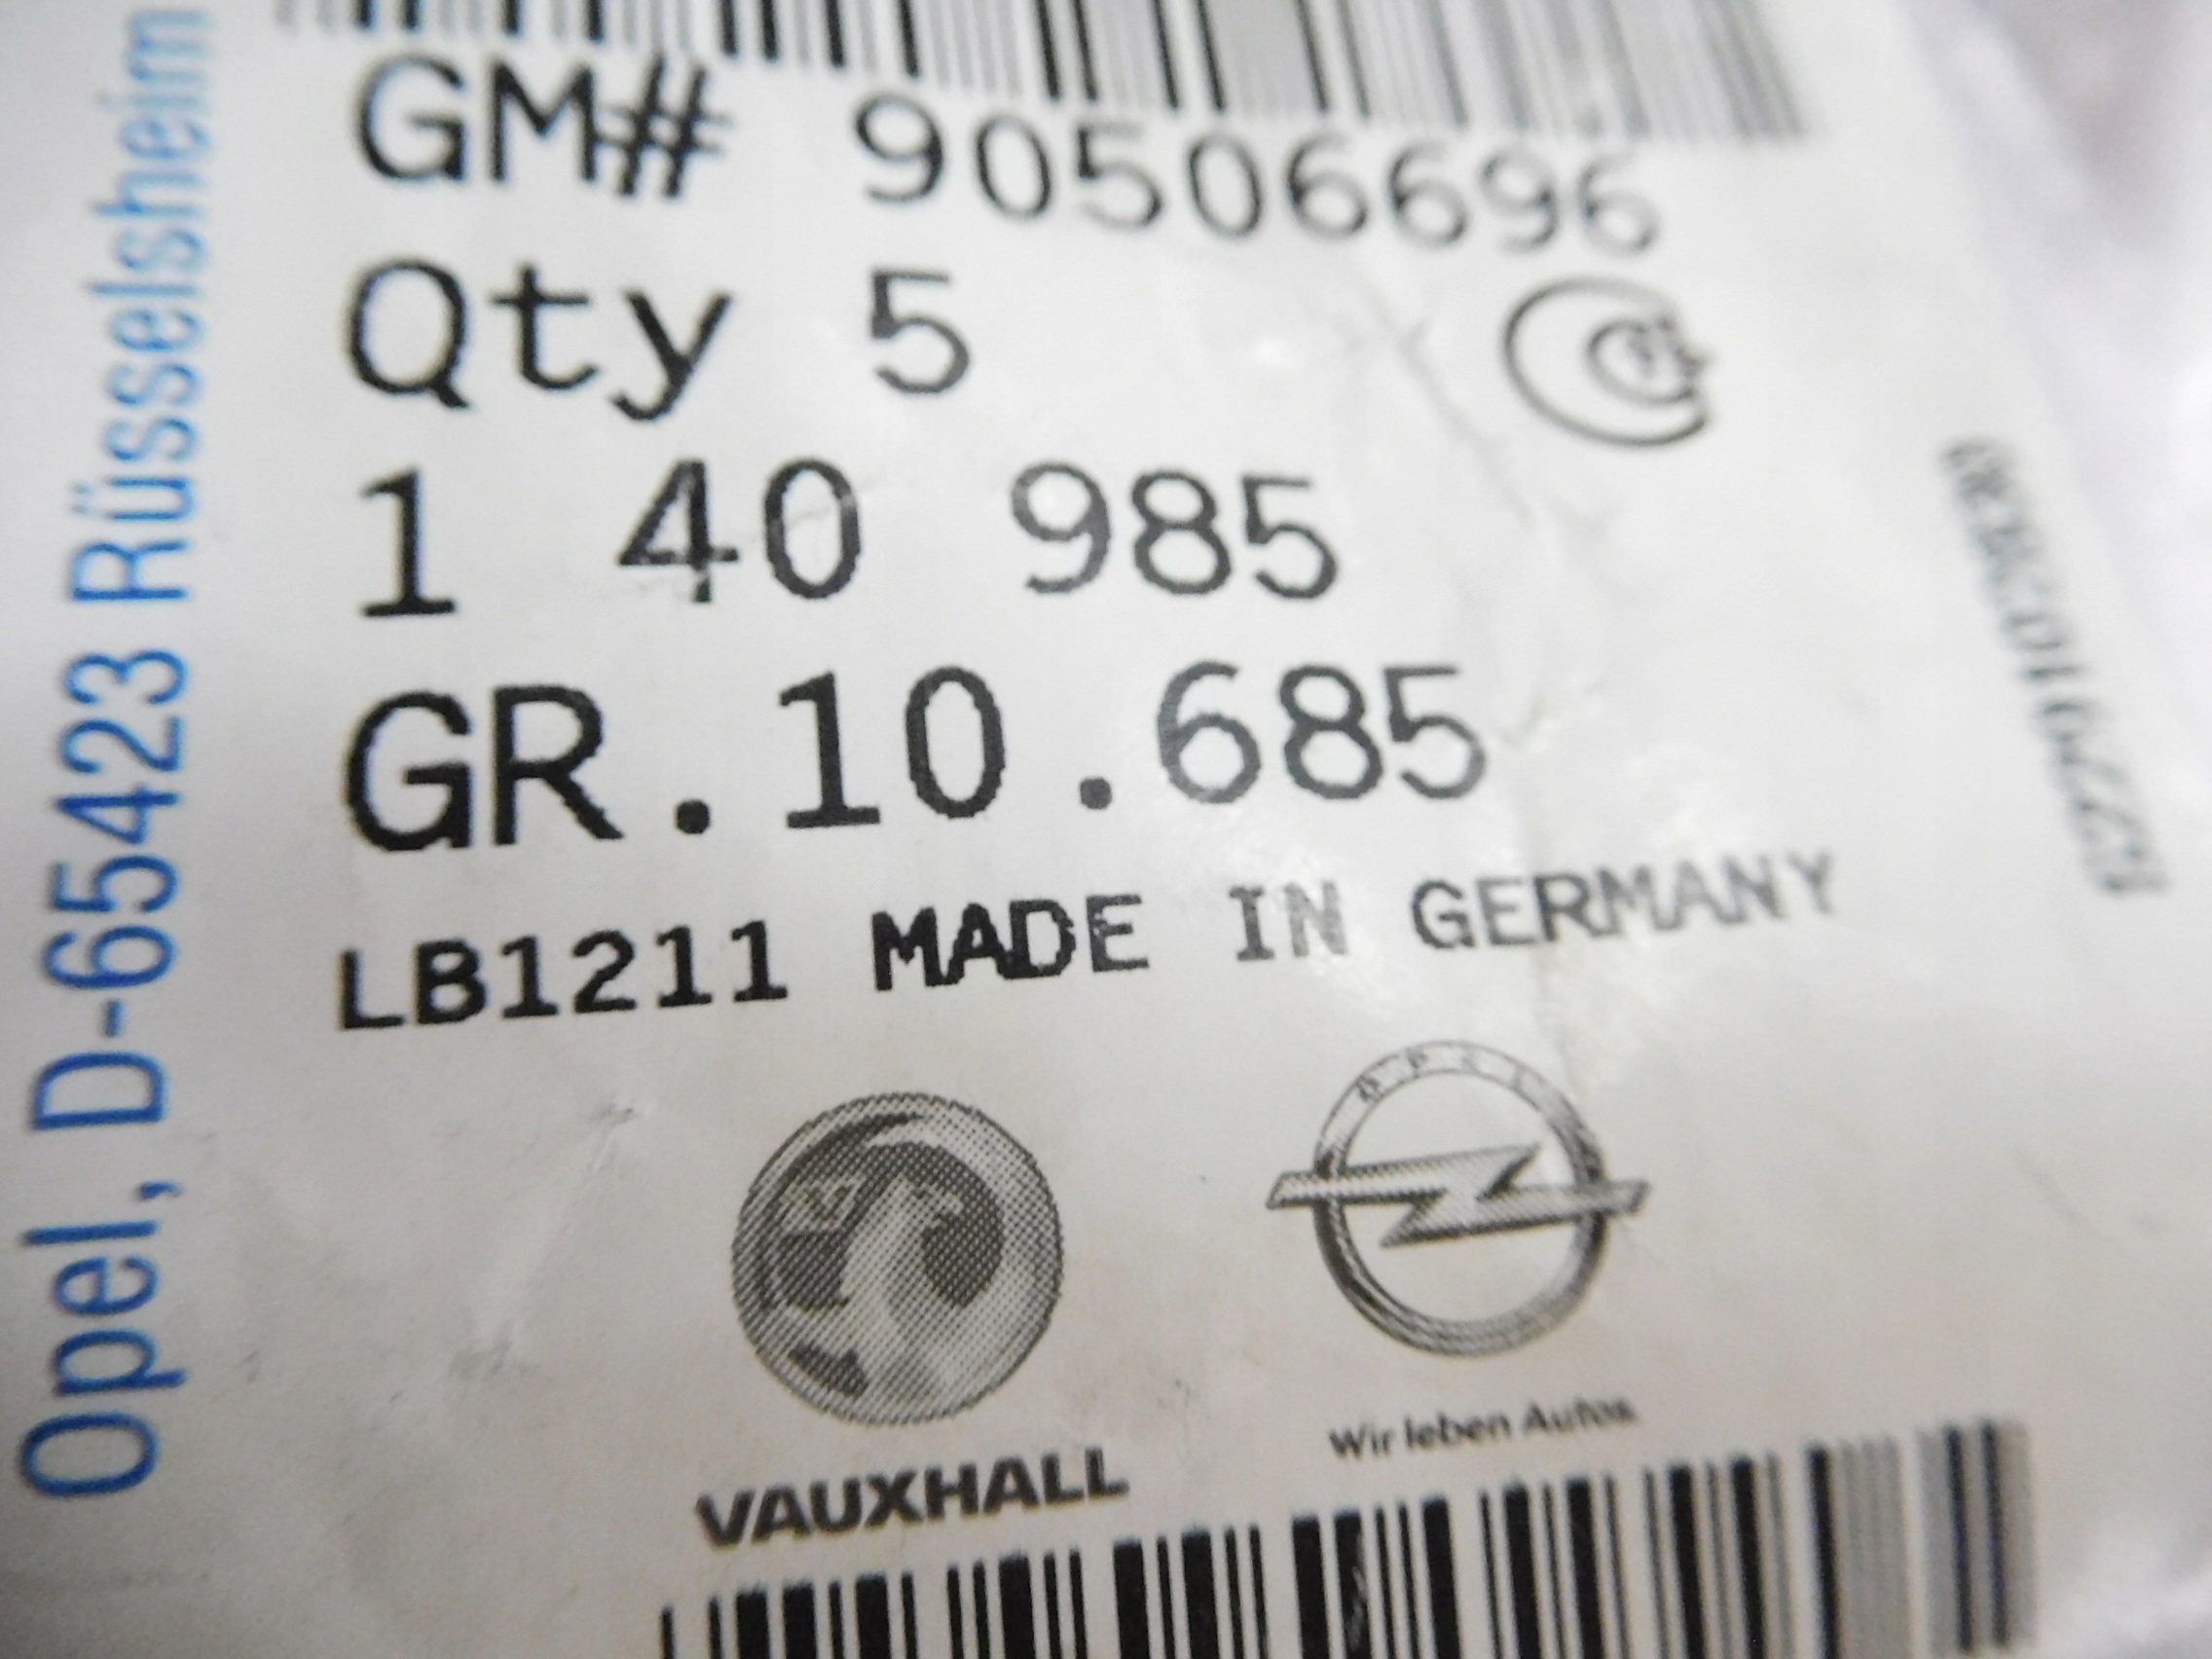 GM# 90506696
Qty 5
1 40 985
GR.10.685
LB1211 MADE IN GERMANY
OPEL
Wir leben Autos.
VAUXHALL
Opel, D-65423 Rüsselsheim